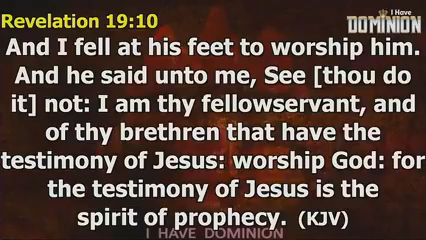 Revelation 19:10
I Have
DOMINION
And I fell at his feet to worship him.
And he said unto me, See [thou do
it] not: I am thy fellowservant, and
of thy brethren that have the
testimony of Jesus: worship God: for
the testimony of Jesus is the
spirit of prophecy. (KJV)
I HAVE DOMINION